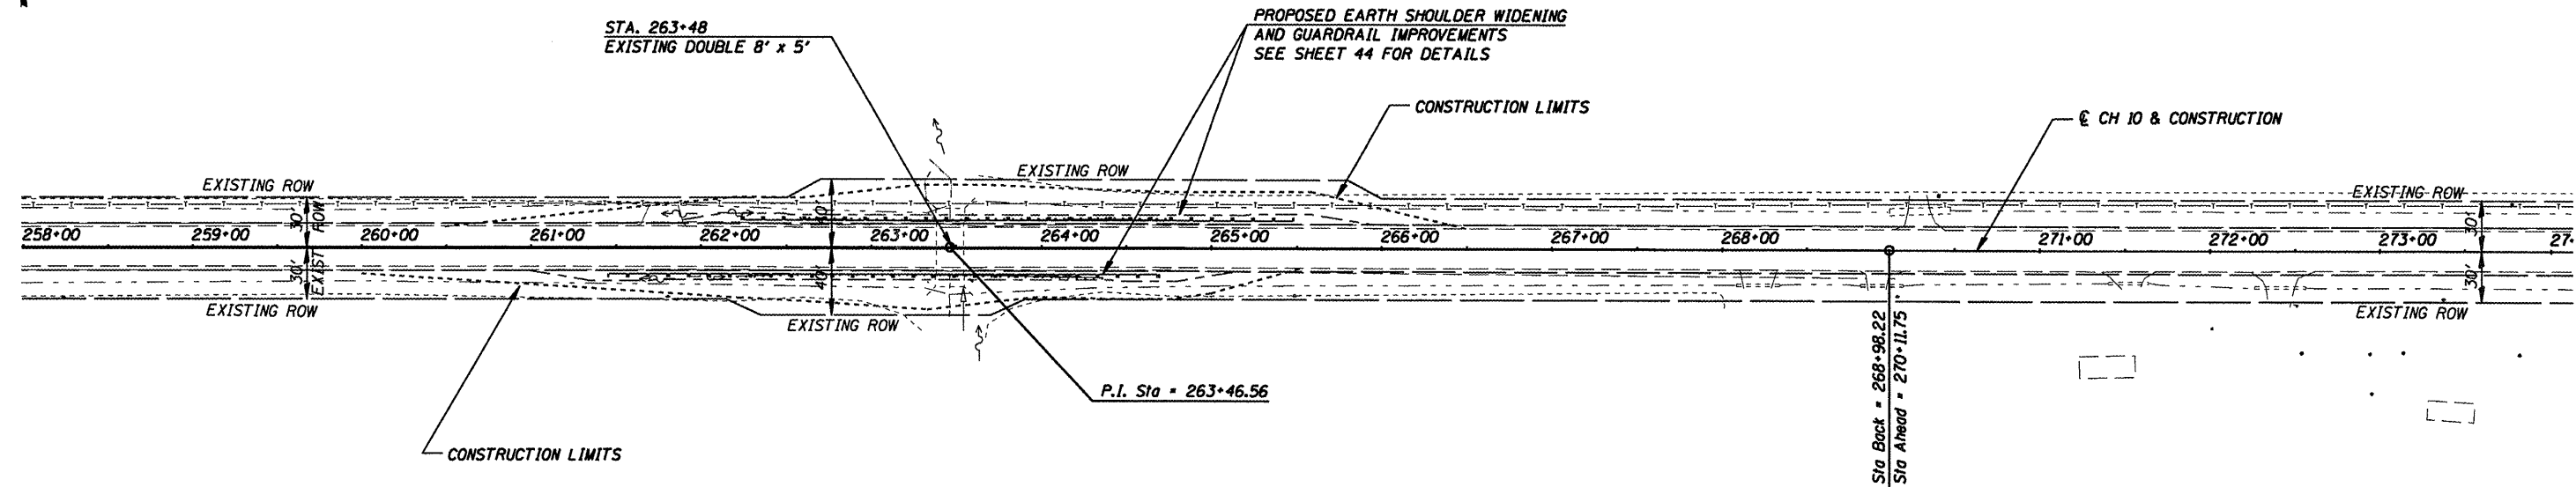 STA. 263+48
EXISTING DOUBLE 8' x 5'
PROPOSED EARTH SHOULDER WIDENING
AND GUARDRAIL IMPROVEMENTS
SEE SHEET 44 FOR DETAILS
CONSTRUCTION LIMITS
℄ CH 10 & CONSTRUCTION
EXISTING ROW
EXISTING ROW
EXISTING ROW
30'
ROW
40'
30'
258+00 259+00 260+00 261+00 262+00 263+00 264+00 265+00 266+00 267+00 268+00 271+00 272+00 273+00
30'
EXIST
40'
30'
EXISTING ROW
EXISTING ROW
EXISTING ROW
Sta Back = 268+98.22
Sta Ahead = 270+11.75
P.I. Sta = 263+46.56
CONSTRUCTION LIMITS